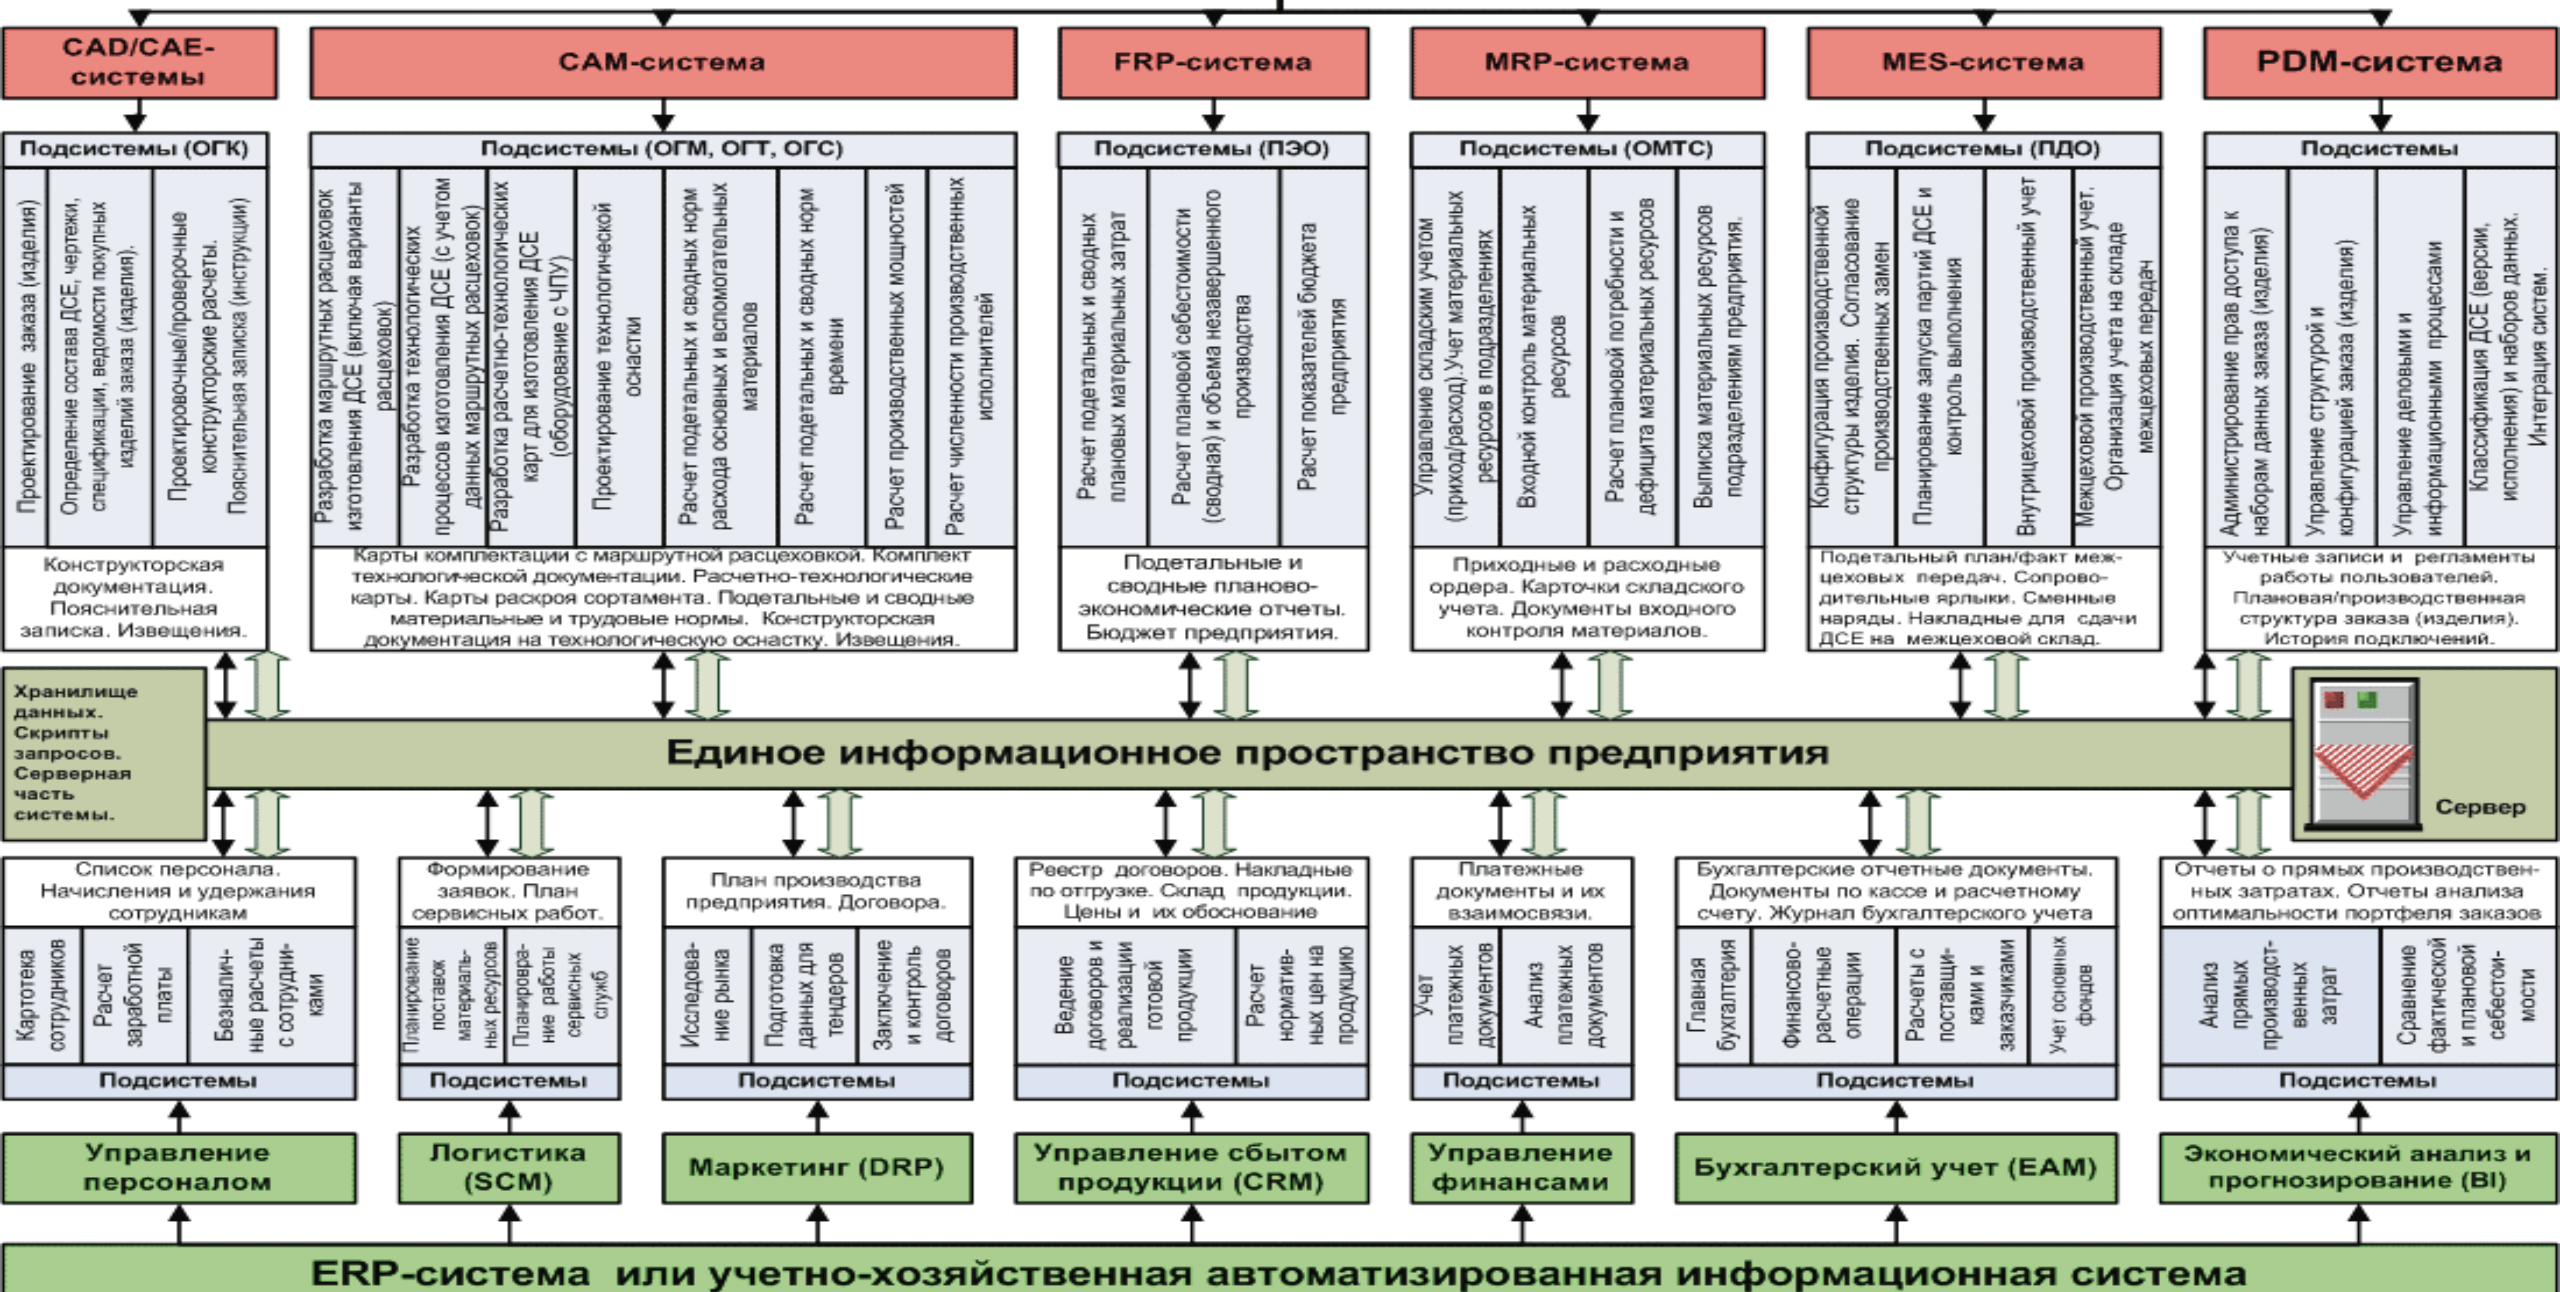 CAD/CAE-
системы
CAM-система
FRP-система
MRP-система
MES-система
PDM-система
Подсистемы (ОГК)
Проектирование заказа (изделия)
Определение состава ДСЕ, чертежи,
спецификации, ведомости покупных
изделий заказа (изделия).
Проектировочные/проверочные
конструкторские расчеты.
Пояснительная записка (инструкции)
Конструкторская
документация.
Пояснительная
записка. Извещения.
Подсистемы (ОГМ, ОГТ, ОГС)
Разработка маршрутных расцеховок
изготовления ДСЕ (включая варианты
расцеховок)
Разработка технологических
процессов изготовления ДСЕ (с учетом
данных маршрутных расцеховок)
Разработка расчетно-технологических
карт для изготовления ДСЕ
(оборудование с ЧПУ)
Проектирование технологической
оснастки
Расчет подетальных и сводных норм
расхода основных и вспомогательных
материалов
Расчет подетальных и сводных норм
времени
Расчет производственных мощностей
Расчет численности производственных
исполнителей
Карты комплектации с маршрутной расцеховкой. Комплект
технологической документации. Расчетно-технологические
карты. Карты раскроя сортамента. Подетальные и сводные
материальные и трудовые нормы. Конструкторская
документация на технологическую оснастку. Извещения.
Подсистемы (ПЭО)
Расчет подетальных и сводных
плановых материальных затрат
Расчет плановой себестоимости
(сводная) и объема незавершенного
производства
Расчет показателей бюджета
предприятия
Подетальные и
сводные планово-
экономические отчеты.
Бюджет предприятия.
Подсистемы (ОМТС)
Управление складским учетом
(приход/расход).Учет материальных
ресурсов в подразделениях
Входной контроль материальных
ресурсов
Расчет плановой потребности и
дефицита материальных ресурсов
Выписка материальных ресурсов
подразделениям предприятия.
Приходные и расходные
ордера. Карточки складского
учета. Документы входного
контроля материалов.
Подсистемы (ПДО)
Конфигурация производственной
структуры изделия. Согласование
производственных замен
Планирование запуска партий ДСЕ и
контроль выполнения
Внутрицеховой производственный учет
Межцеховой производственный учет.
Организация учета на складе
межцеховых передач
Подетальный план/факт меж-
цеховых передач. Сопрово-
дительные ярлыки. Сменные
наряды. Накладные для сдачи
ДСЕ на межцеховой склад.
Подсистемы
Администрирование прав доступа к
наборам данных заказа (изделия)
Управление структурой и
конфигурацией заказа (изделия)
Управление деловыми и
информационными процессами
Классификация ДСЕ (версии,
исполнения) и наборов данных.
Интеграция систем.
Учетные записи и регламенты
работы пользователей.
Плановая/производственная
структура заказа (изделия).
История подключений.
Хранилище
данных.
Скрипты
запросов.
Серверная
часть
системы.
Единое информационное пространство предприятия
Сервер
Список персонала.
Начисления и удержания
сотрудникам
Картотека
сотрудников
Расчет
заработной
платы
Безналич-
ные расчеты
с сотрудни-
ками
Подсистемы
Управление
персоналом
Формирование
заявок. План
сервисных работ.
Планирование
поставок
материаль-
ных ресурсов
Планировра-
ние работы
сервисных
служб
Подсистемы
Логистика
(SCM)
План производства
предприятия. Договора.
Исследова-
ние рынка
Подготовка
данных для
тендеров
Заключение
и контроль
договоров
Подсистемы
Маркетинг (DRP)
Реестр договоров. Накладные
по отгрузке. Склад продукции.
Цены и их обоснование
Ведение
договоров и
реализации
готовой
продукции
Расчет
норматив-
ных цен на
продукцию
Подсистемы
Управление сбытом
продукции (CRM)
Платежные
документы и их
взаимосвязи.
Учет
платежных
документов
Анализ
платежных
документов
Подсистемы
Управление
финансами
Бухгалтерские отчетные документы.
Документы по кассе и расчетному
счету. Журнал бухгалтерского учета
Главная
бухгалтерия
Финансово-
расчетные
операции
Расчеты с
поставщи-
ками и
заказчиками
Учет основных
фондов
Подсистемы
Бухгалтерский учет (EAM)
Отчеты о прямых производствен-
ных затратах. Отчеты анализа
оптимальности портфеля заказов
Анализ
прямых
производст-
венных
затрат
Сравнение
фактической
и плановой
себестои-
мости
Подсистемы
Экономический анализ и
прогнозирование (BI)
ERP-система или учетно-хозяйственная автоматизированная информационная система